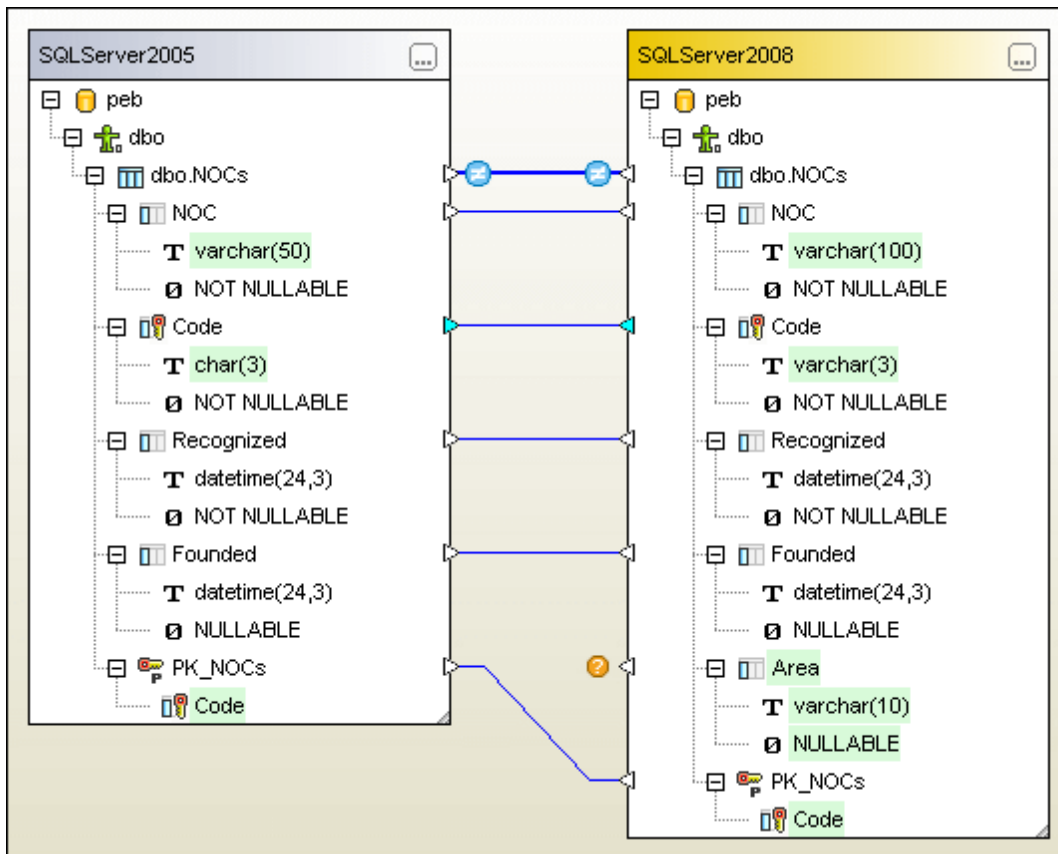 SQLServer2005
...
peb
dbo
dbo.NOCs
NOC
T varchar(50)
NOT NULLABLE
Code
T char(3)
NOT NULLABLE
Recognized
T datetime(24,3)
NOT NULLABLE
Founded
T datetime(24,3)
NULLABLE
P PK_NOCs
Code
≠ ≠
?
SQLServer2008
...
peb
dbo
dbo.NOCs
NOC
T varchar(100)
NOT NULLABLE
Code
T varchar(3)
NOT NULLABLE
Recognized
T datetime(24,3)
NOT NULLABLE
Founded
T datetime(24,3)
NULLABLE
Area
T varchar(10)
NULLABLE
P PK_NOCs
Code